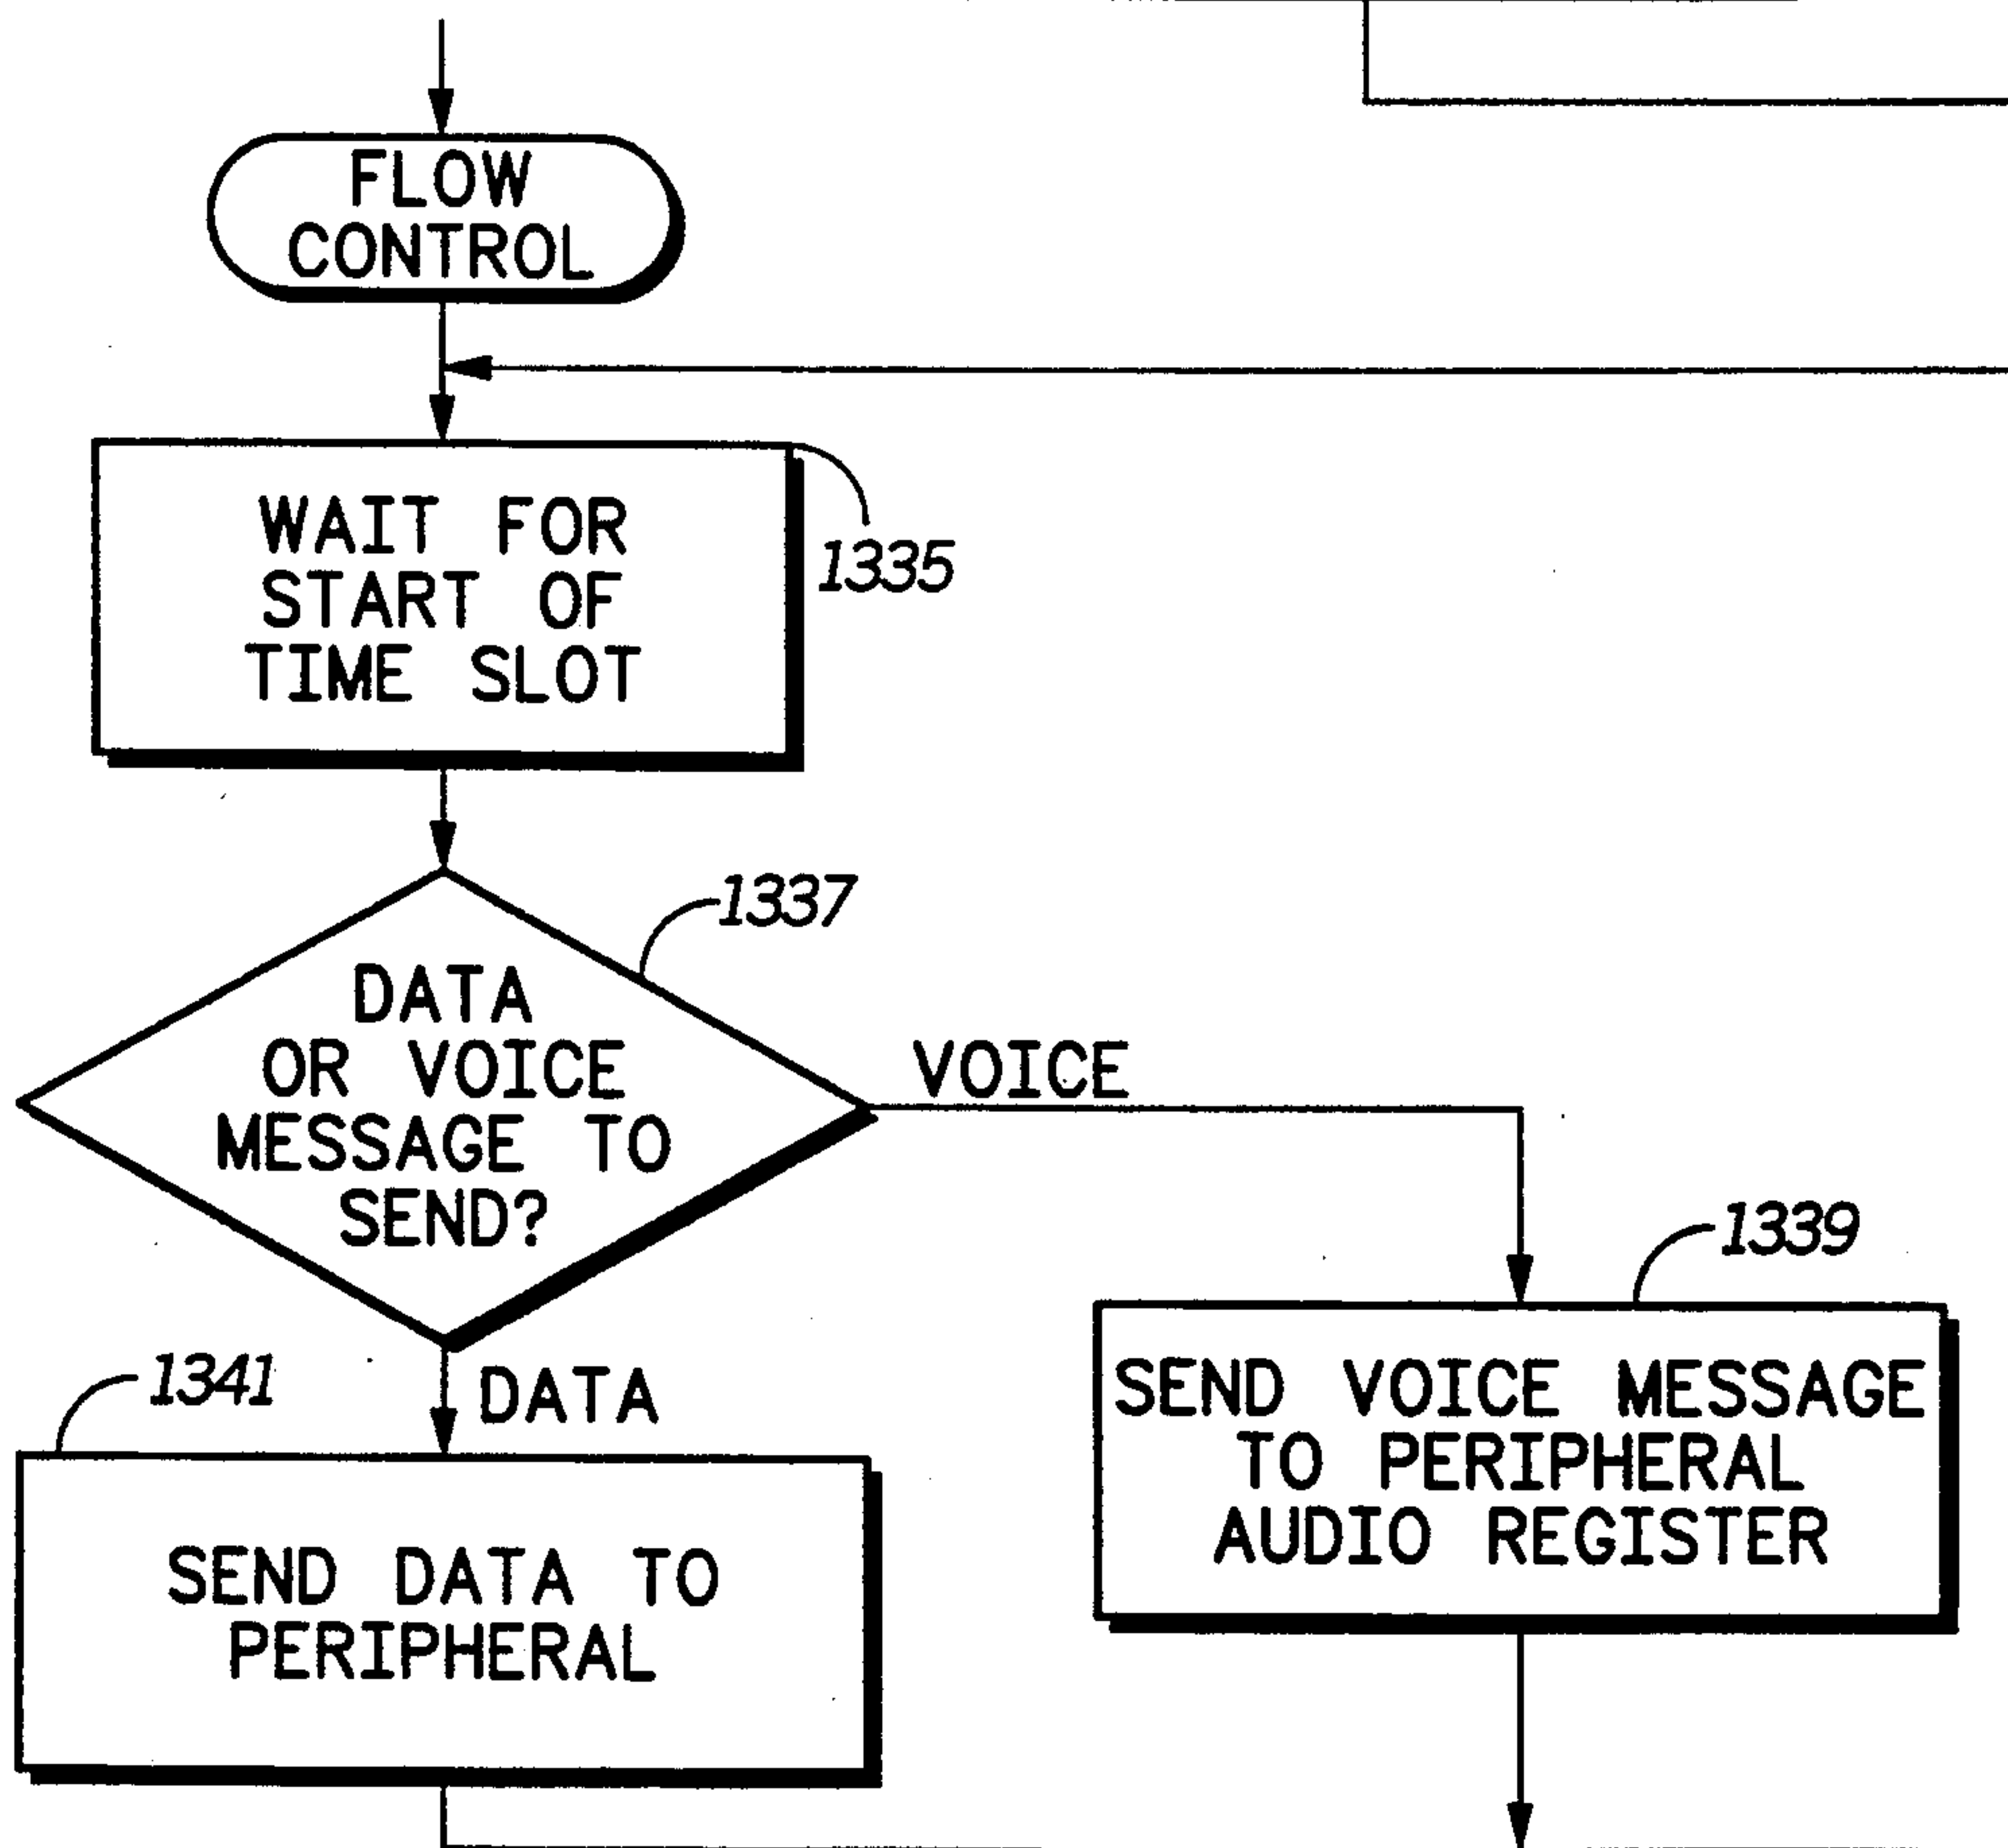 FLOW
CONTROL
WAIT FOR
START OF
TIME SLOT
1335
1337
DATA
OR VOICE
MESSAGE TO
SEND?
VOICE
1339
SEND VOICE MESSAGE
TO PERIPHERAL
AUDIO REGISTER
1341
DATA
SEND DATA TO
PERIPHERAL